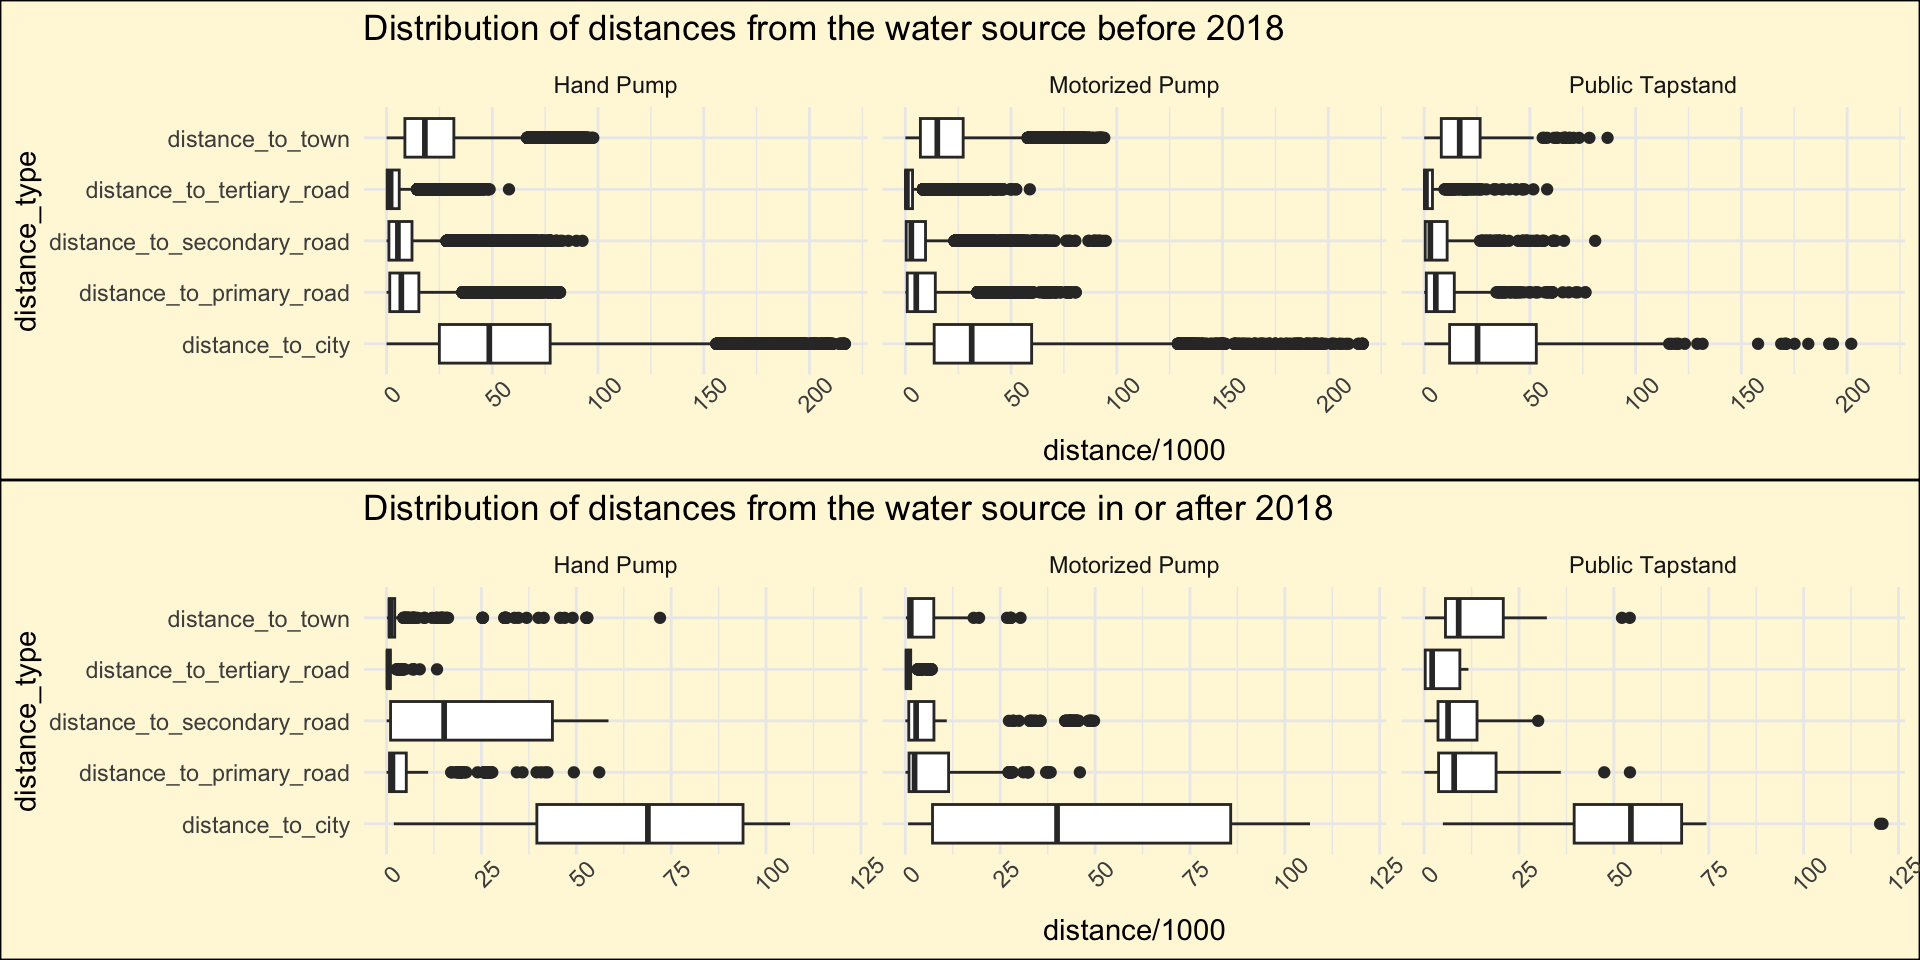 Distribution of distances from the water source before 2018
Hand Pump Motorized Pump Public Tapstand
distance_type
distance_to_town
distance_to_tertiary_road
distance_to_secondary_road
distance_to_primary_road
distance_to_city
0 50 100 150 200 0 50 100 150 200 0 50 100 150 200
distance/1000
Distribution of distances from the water source in or after 2018
Hand Pump Motorized Pump Public Tapstand
distance_type
distance_to_town
distance_to_tertiary_road
distance_to_secondary_road
distance_to_primary_road
distance_to_city
0 25 50 75 100 125 0 25 50 75 100 125 0 25 50 75 100 125
distance/1000